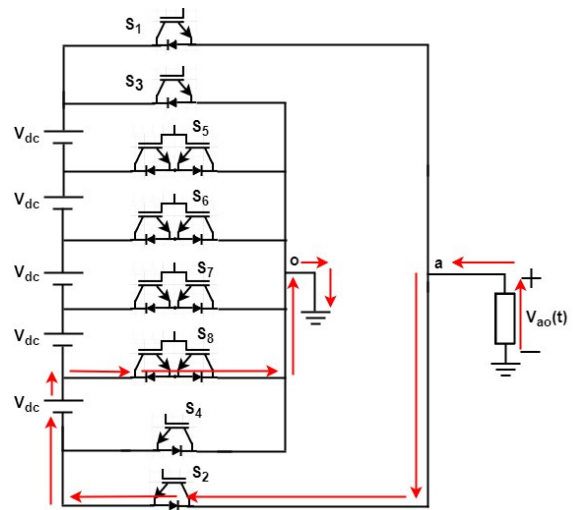 S1
S3
Vdc
S5
Vdc
S6
Vdc
S7
o
a
+
Vao(t)
−
Vdc
S8
Vdc
S4
S2